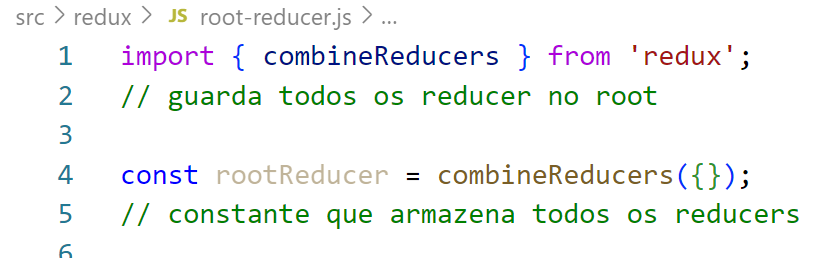 src > redux > JS root-reducer.js > ...
1 import { combineReducers } from 'redux';
2 // guarda todos os reducer no root
3
4 const rootReducer = combineReducers({});
5 // constante que armazena todos os reducers
6